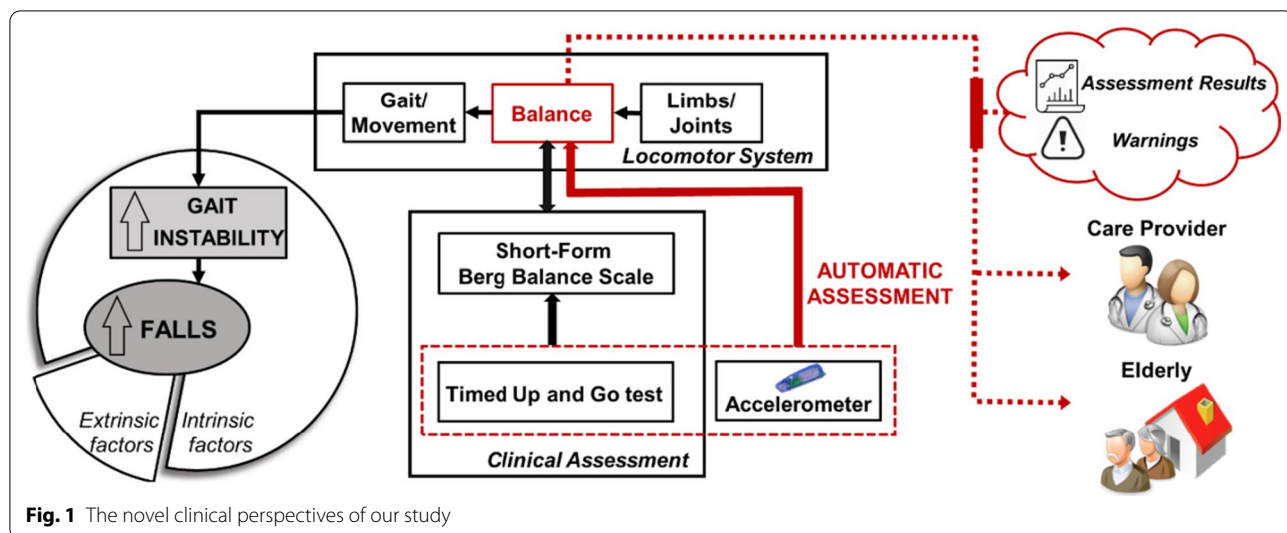 Gait/
Movement
Balance
Limbs/
Joints
Locomotor System
GAIT
INSTABILITY
FALLS
Extrinsic
factors
Intrinsic
factors
Short-Form
Berg Balance Scale
Timed Up and Go test
Clinical Assessment
Accelerometer
AUTOMATIC
ASSESSMENT
Assessment Results
Warnings
Care Provider
Elderly
Fig. 1 The novel clinical perspectives of our study